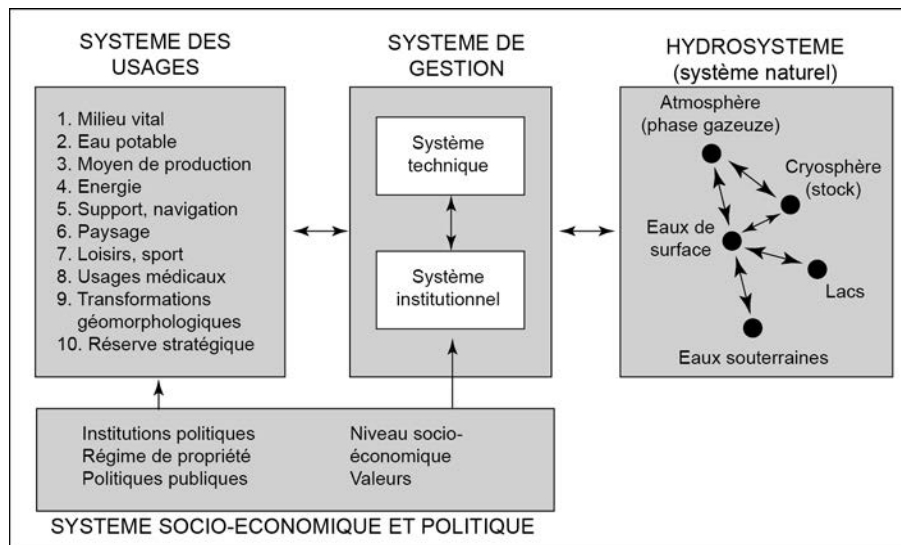 SYSTEME DES
USAGES
1. Milieu vital
2. Eau potable
3. Moyen de production
4. Energie
5. Support, navigation
6. Paysage
7. Loisirs, sport
8. Usages médicaux
9. Transformations
géomorphologiques
10. Réserve stratégique
SYSTEME DE
GESTION
Système
technique
Système
institutionnel
HYDROSYSTEME
(système naturel)
Atmosphère
(phase gazeuze)
Cryosphère
(stock)
Eaux de
surface
Lacs
Eaux souterraines
Institutions politiques
Régime de propriété
Politiques publiques
Niveau socio-
économique
Valeurs
SYSTEME SOCIO-ECONOMIQUE ET POLITIQUE